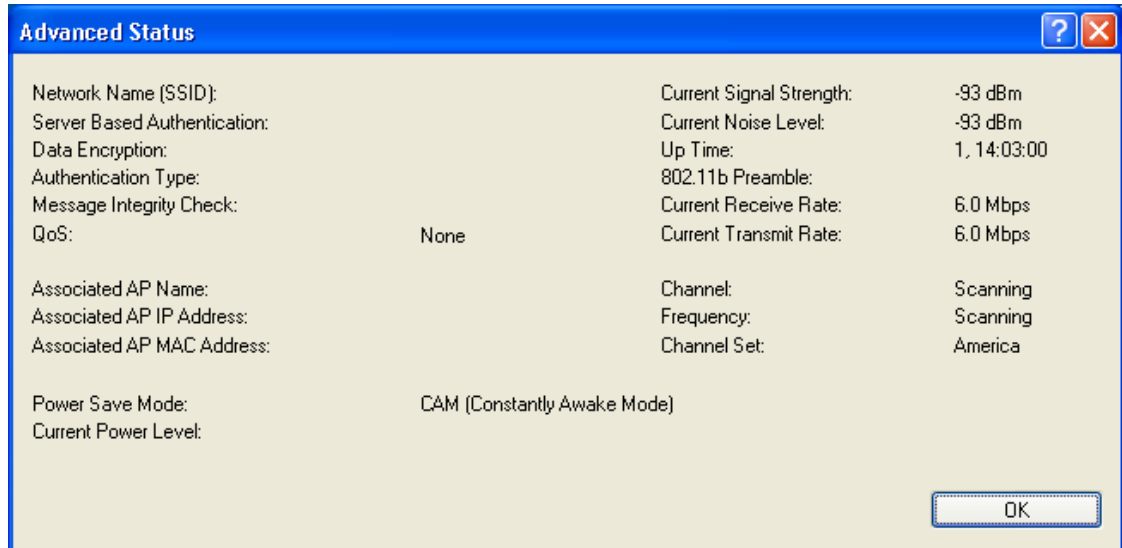 Advanced Status
Network Name (SSID):
Server Based Authentication:
Data Encryption:
Authentication Type:
Message Integrity Check:
QoS: None
Associated AP Name:
Associated AP IP Address:
Associated AP MAC Address:
Power Save Mode: CAM (Constantly Awake Mode)
Current Power Level:
Current Signal Strength: -93 dBm
Current Noise Level: -93 dBm
Up Time: 1, 14:03:00
802.11b Preamble:
Current Receive Rate: 6.0 Mbps
Current Transmit Rate: 6.0 Mbps
Channel: Scanning
Frequency: Scanning
Channel Set: America
OK